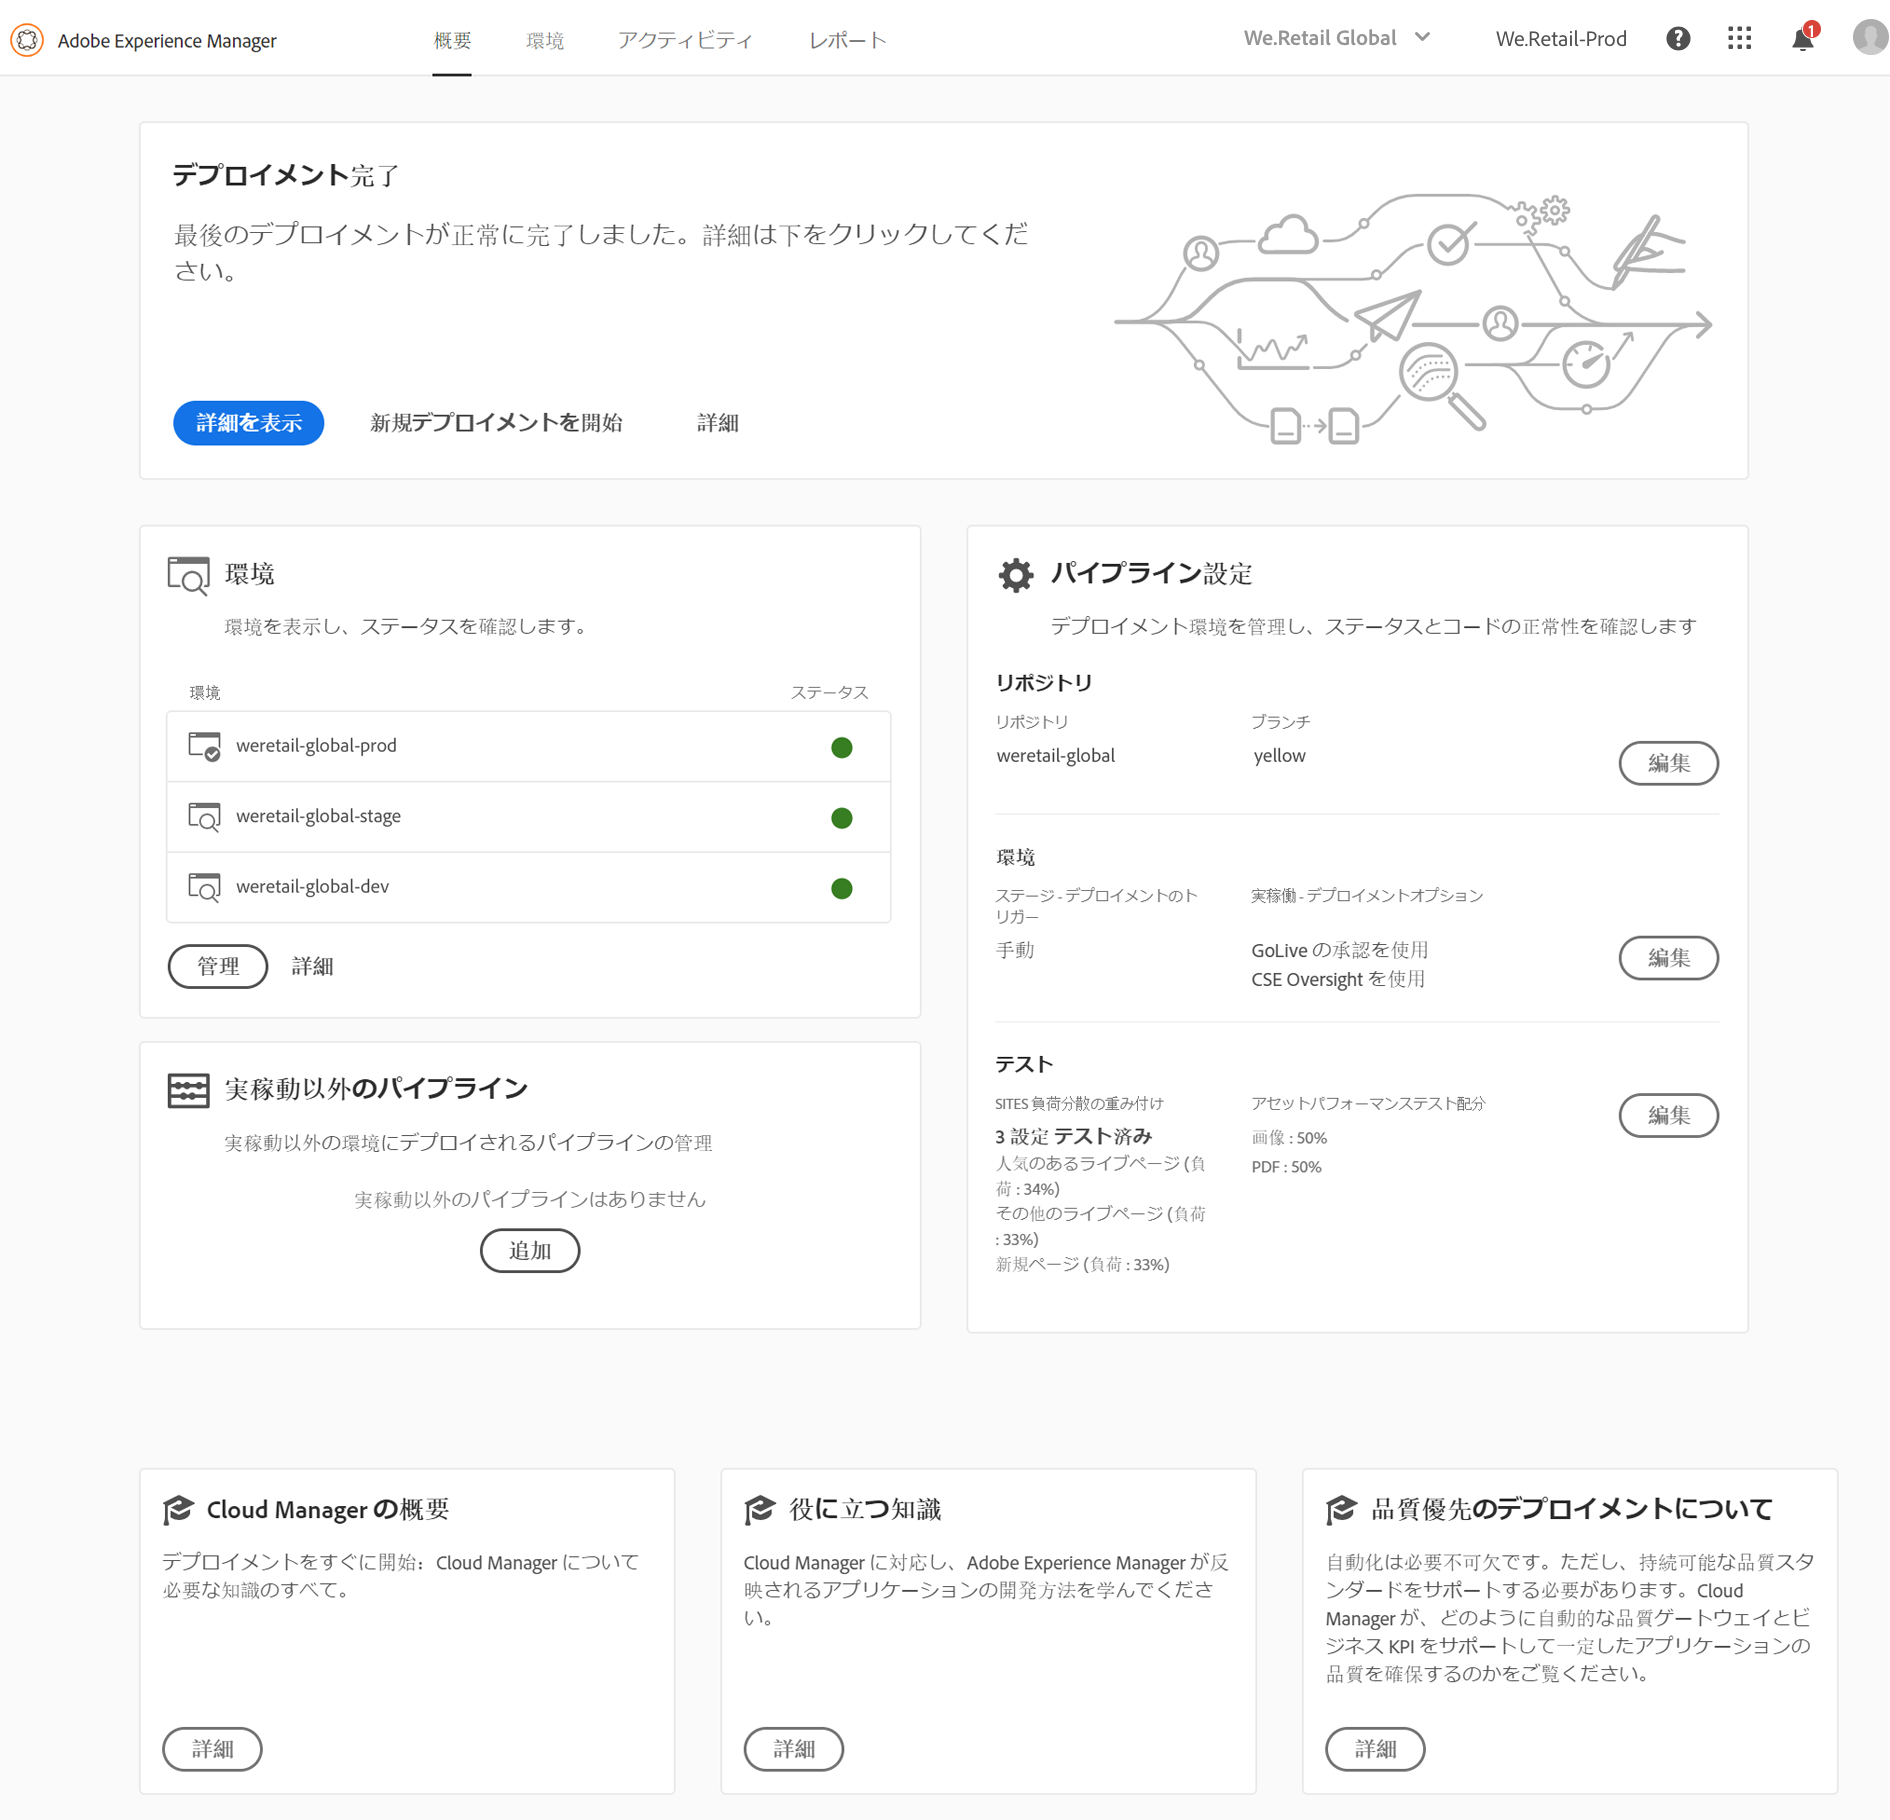 Adobe Experience Manager
概要
環境
アクティビティ
レポート
We.Retail Global
We.Retail-Prod
1
デプロイメント完了
最後のデプロイメントが正常に完了しました。詳細は下をクリックしてくだ
さい。
詳細を表示
新規デプロイメントを開始
詳細
環境
環境を表示し、ステータスを確認します。
環境
ステータス
weretail-global-prod
weretail-global-stage
weretail-global-dev
管理
詳細
実稼動以外のパイプライン
実稼動以外の環境にデプロイされるパイプラインの管理
実稼動以外のパイプラインはありません
追加
パイプライン設定
デプロイメント環境を管理し、ステータスとコードの正常性を確認します
リポジトリ
リポジトリ
ブランチ
weretail-global
yellow
編集
環境
ステージ - デプロイメントのト
リガー
実稼働 - デプロイメントオプション
手動
GoLive の承認を使用
CSE Oversight を使用
編集
テスト
SITES 負荷分散の重み付け
アセットパフォーマンステスト配分
3 設定 テスト済み
画像 : 50%
人気のあるライブページ (負
荷 : 34%)
PDF : 50%
その他のライブページ (負荷
: 33%)
新規ページ (負荷 : 33%)
編集
Cloud Manager の概要
デプロイメントをすぐに開始：Cloud Manager について
必要な知識のすべて。
詳細
役に立つ知識
Cloud Manager に対応し、Adobe Experience Manager が反
映されるアプリケーションの開発方法を学んでくださ
い。
詳細
品質優先のデプロイメントについて
自動化は必要不可欠です。ただし、持続可能な品質スタ
ンダードをサポートする必要があります。Cloud
Manager が、どのように自動的な品質ゲートウェイとビ
ジネス KPI をサポートして一定したアプリケーションの
品質を確保するのかをご覧ください。
詳細